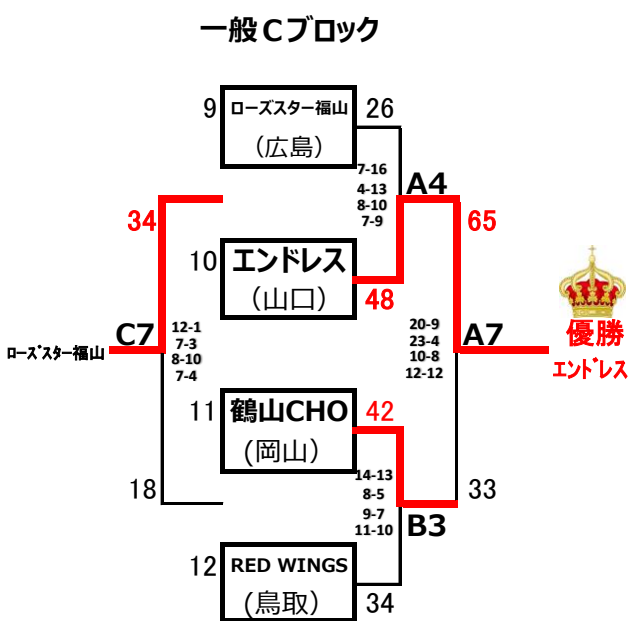 一般Cブロック
9
ローズスター福山
（広島）
26
7-16
4-13
8-10
7-9
A4
34
65
10
エンドレス
（山口）
48
優勝
エンドレス
C7
ローズスター福山
12-1
7-3
8-10
7-4
20-9
23-4
10-8
12-12
A7
11
鶴山CHO
(岡山）
42
14-13
8-5
9-7
11-10
B3
18
33
12
RED WINGS
(鳥取）
34